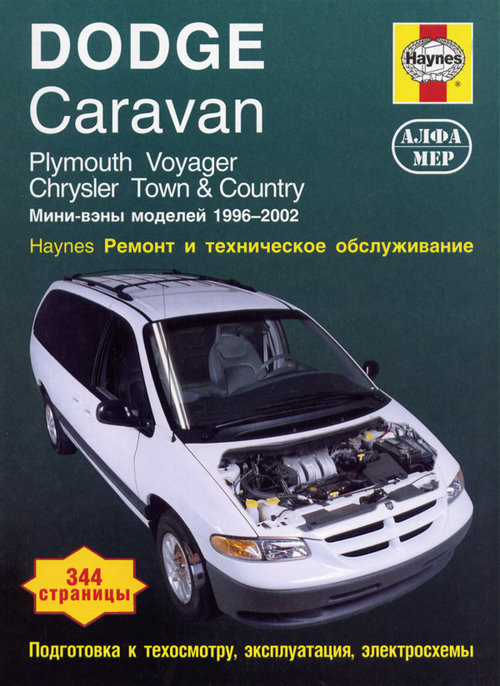 DODGE
Caravan
Plymouth Voyager
Chrysler Town & Country
Мини-вэны моделей 1996–2002
Haynes Ремонт и техническое обслуживание
Haynes
®
АЛФА
МЕР
344
страницы
Подготовка к техосмотру, эксплуатация, электросхемы